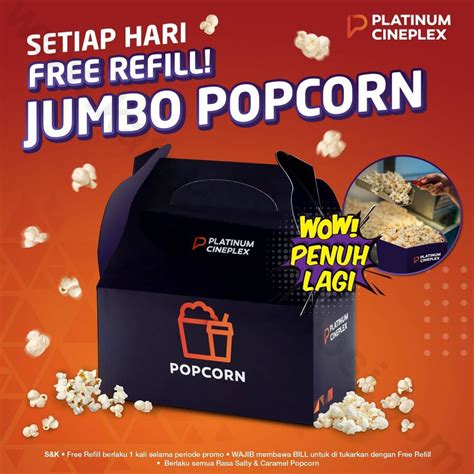 SETIAP HARI
FREE REFILL!
JUMBO POPCORN
PLATINUM
CINEPLEX
PLATINUM
CINEPLEX
WOW!
PENUH
LAGI
PLATINUM
CINEPLEX
POPCORN
S&K • Free Refill berlaku 1 kali selama periode promo • WAJIB membawa BILL untuk di tukarkan dengan Free Refill
• Berlaku semua Rasa Salty & Caramel Popcorn